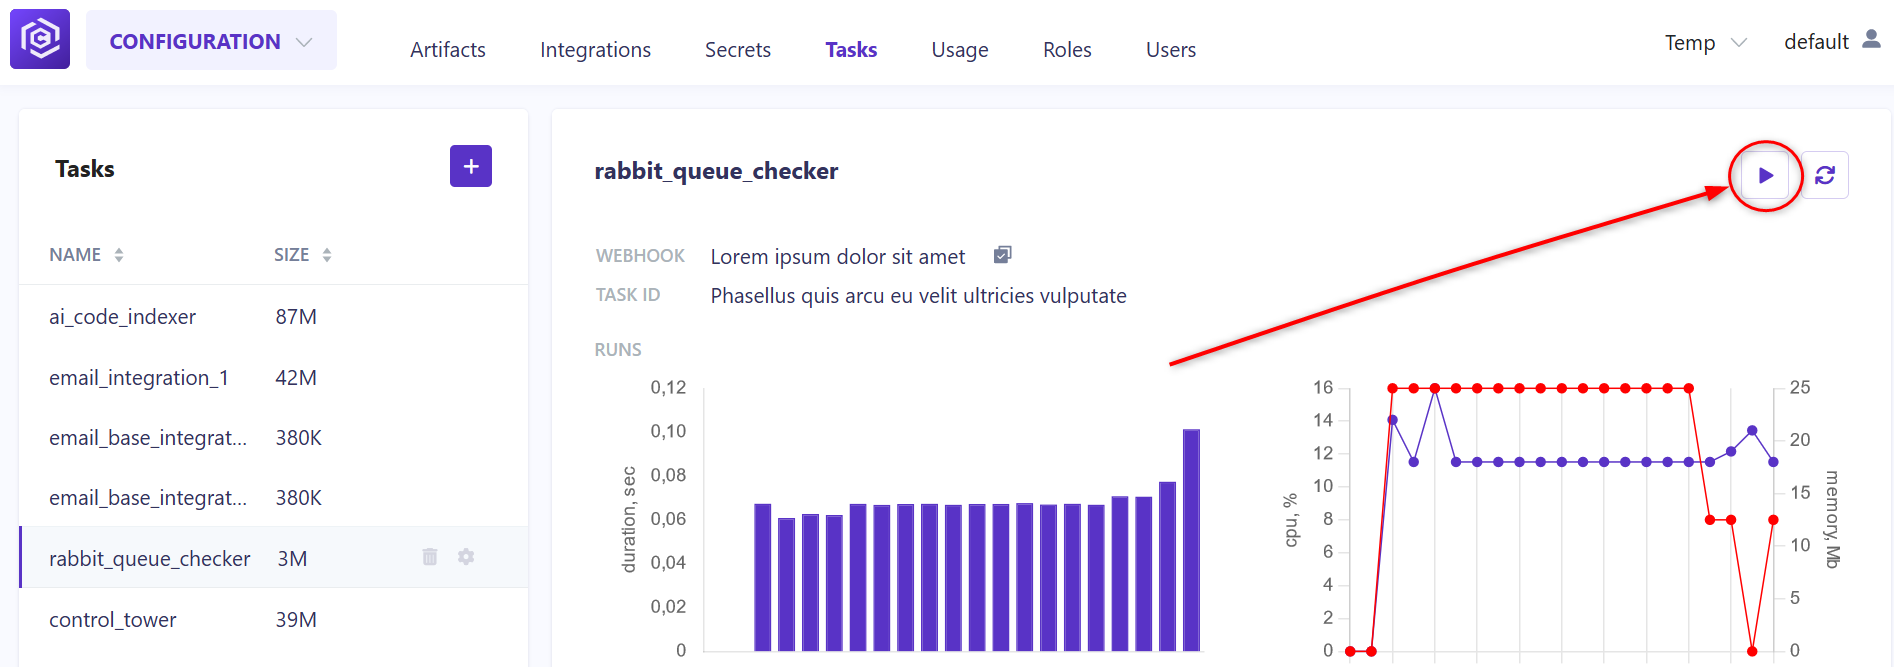 CONFIGURATION
Artifacts Integrations Secrets Tasks Usage Roles Users
Temp default
Tasks
+
NAME SIZE
ai_code_indexer 87M
email_integration_1 42M
email_base_integrat... 380K
email_base_integrat... 380K
rabbit_queue_checker 3M
control_tower 39M
rabbit_queue_checker
WEBHOOK Lorem ipsum dolor sit amet
TASK ID Phasellus quis arcu eu velit ultricies vulputate
RUNS
0,12
0,10
0,08
0,06
0,04
0,02
0
duration, sec
16
14
12
10
8
6
4
2
0
cpu, %
25
20
15
10
5
0
memory, Mb